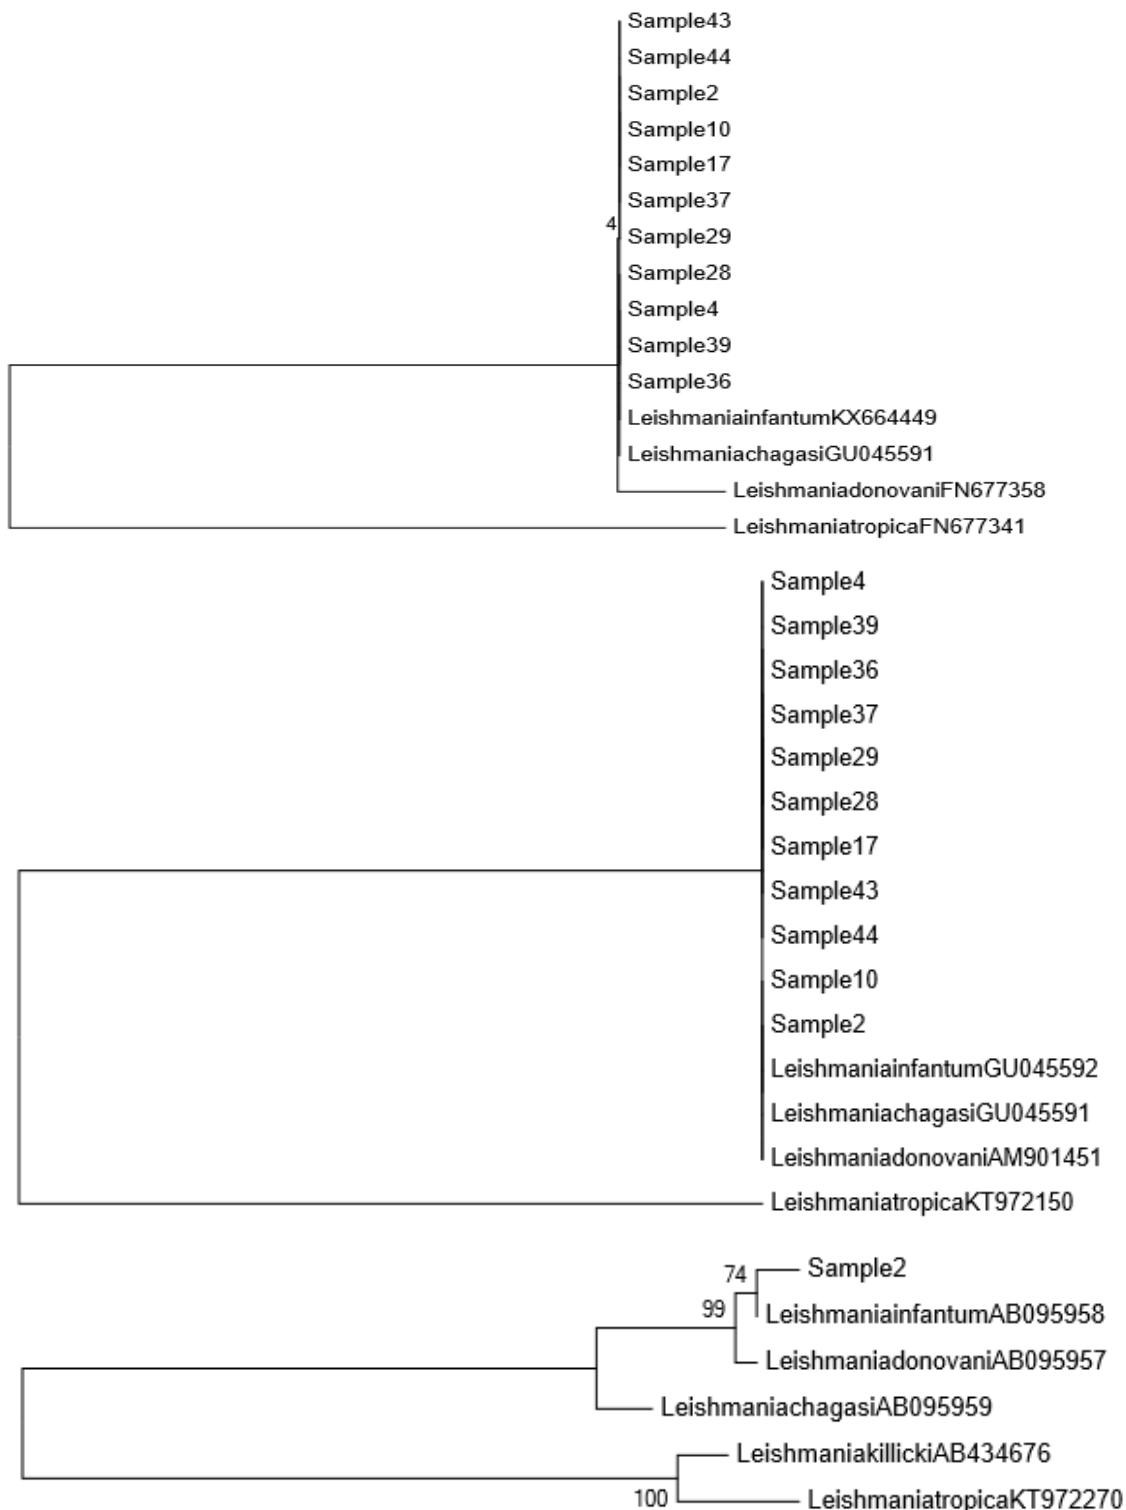 Sample43
Sample44
Sample2
Sample10
Sample17
Sample37
4
Sample29
Sample28
Sample4
Sample39
Sample36
LeishmaniainfantumKX664449
LeishmaniachagasiGU045591
LeishmaniadonovaniFN677358
LeishmaniatropicaFN677341
Sample4
Sample39
Sample36
Sample37
Sample29
Sample28
Sample17
Sample43
Sample44
Sample10
Sample2
LeishmaniainfantumGU045592
LeishmaniachagasiGU045591
LeishmaniadonovaniAM901451
LeishmaniatropicaKT972150
74
Sample2
99
LeishmaniainfantumAB095958
LeishmaniadonovaniAB095957
LeishmaniachagasiAB095959
LeishmaniakillickiAB434676
100
LeishmaniatropicaKT972270